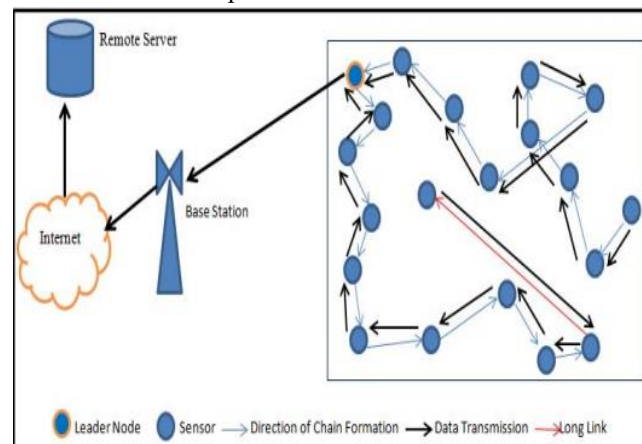 Remote Server
Base Station
Internet
Leader Node Sensor Direction of Chain Formation Data Transmission Long Link